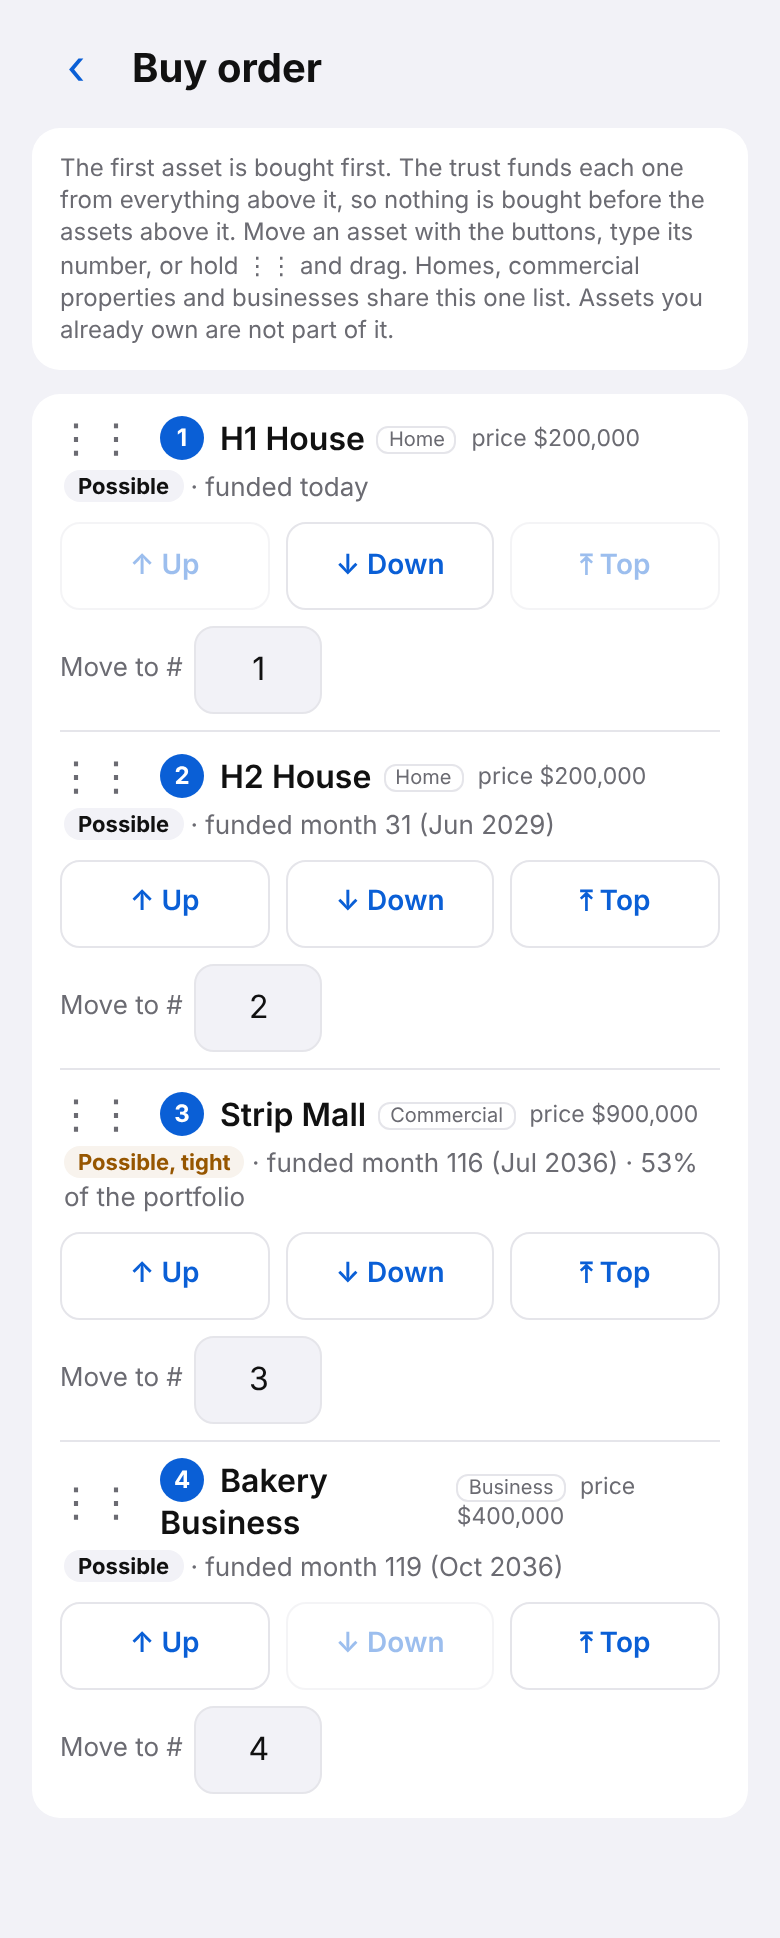 ‹ Buy order
The first asset is bought first. The trust funds each one
from everything above it, so nothing is bought before the
assets above it. Move an asset with the buttons, type its
number, or hold ⋮⋮ and drag. Homes, commercial
properties and businesses share this one list. Assets you
already own are not part of it.
⋮⋮ 1 H1 House Home price $200,000
Possible · funded today
↑ Up ↓ Down ⤒ Top
Move to # 1
⋮⋮ 2 H2 House Home price $200,000
Possible · funded month 31 (Jun 2029)
↑ Up ↓ Down ⤒ Top
Move to # 2
⋮⋮ 3 Strip Mall Commercial price $900,000
Possible, tight · funded month 116 (Jul 2036) · 53%
of the portfolio
↑ Up ↓ Down ⤒ Top
Move to # 3
⋮⋮ 4 Bakery Business price
Business $400,000
Possible · funded month 119 (Oct 2036)
↑ Up ↓ Down ⤒ Top
Move to # 4